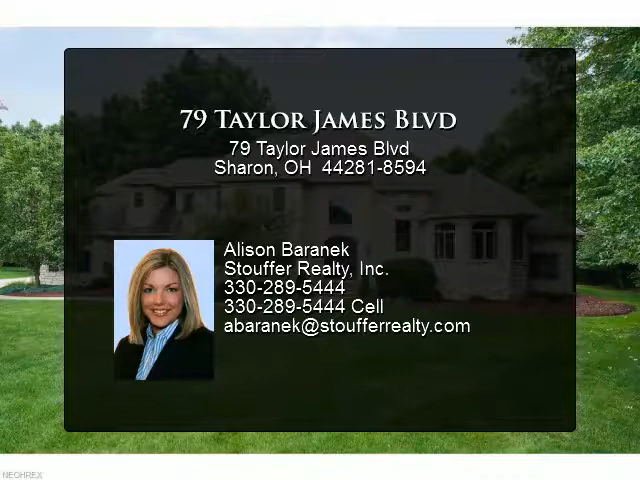 79 Taylor James Blvd
79 Taylor James Blvd
Sharon, OH 44281-8594
Alison Baranek
Stouffer Realty, Inc.
330-289-5444
330-289-5444 Cell
abaranek@stoufferrealty.com
NEOHREX